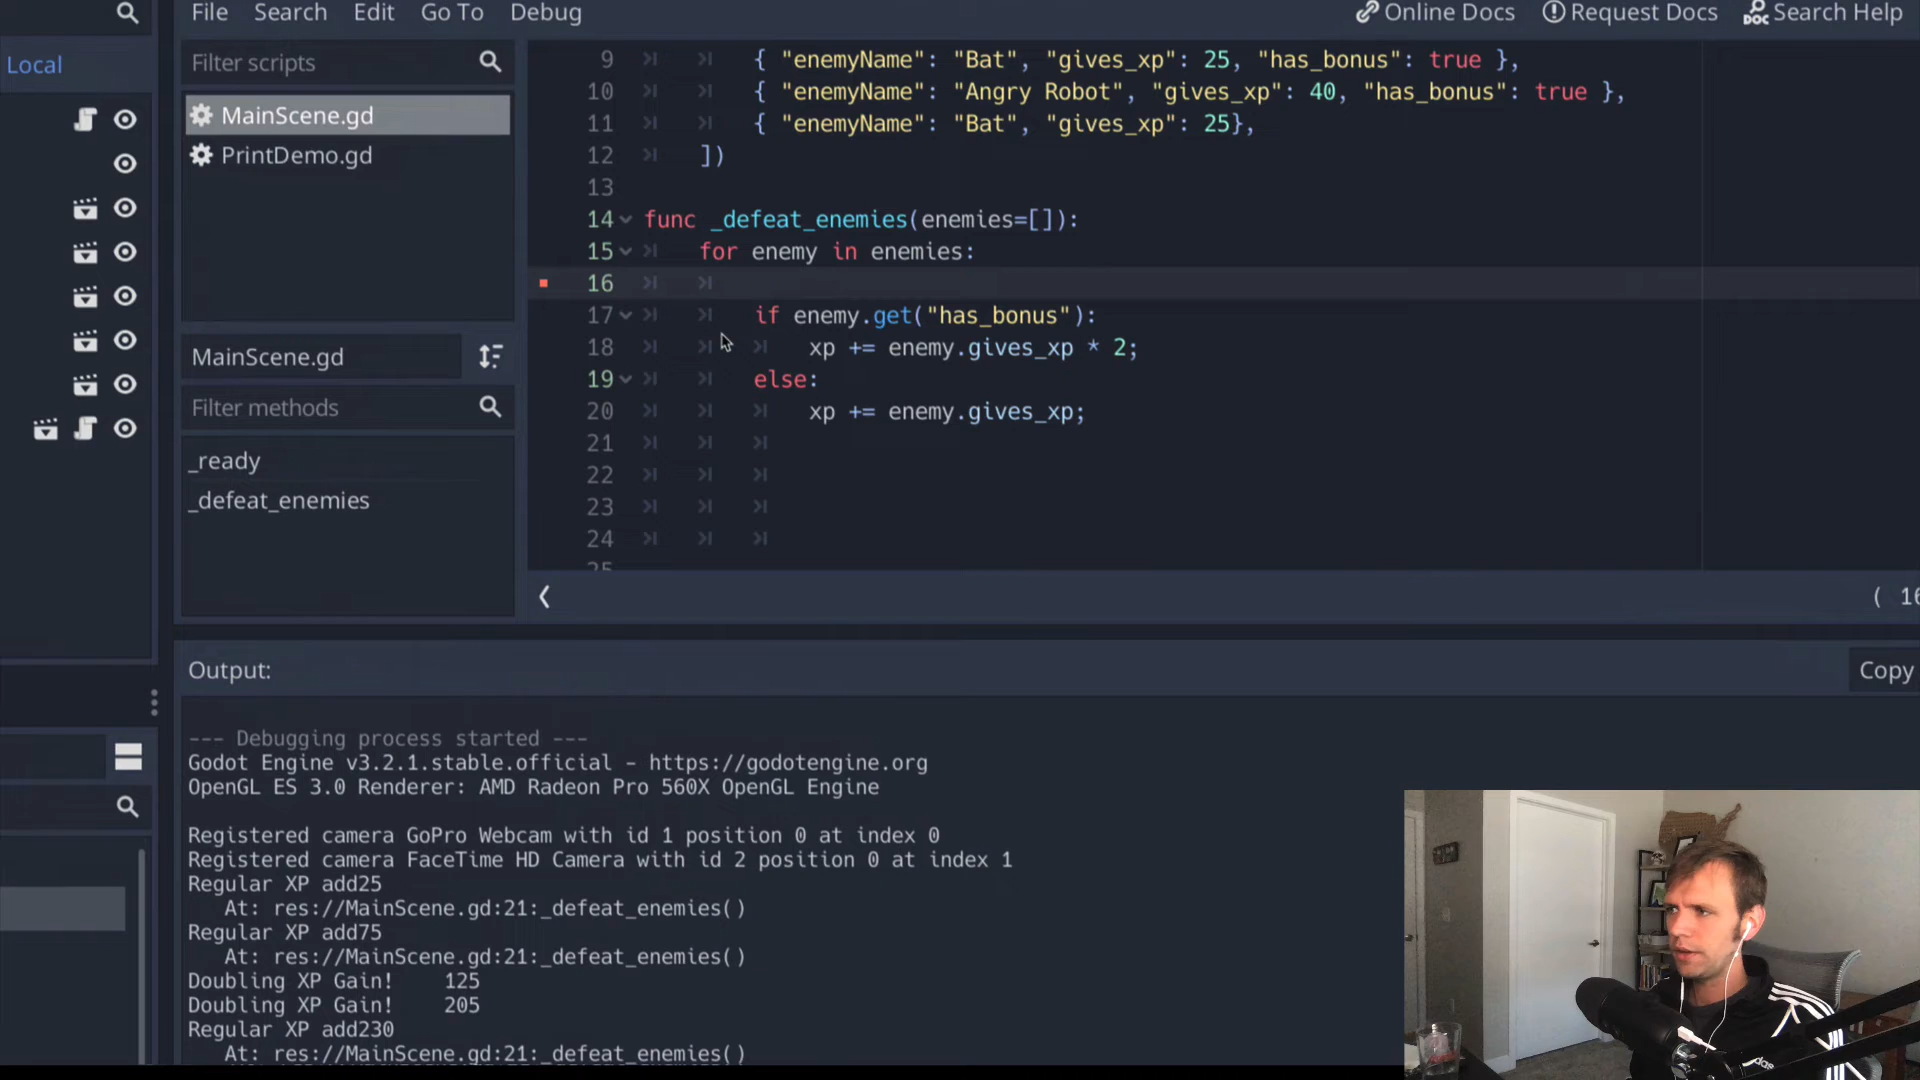 File Search Edit Go To Debug Online Docs Request Docs Search Help
Local
Filter scripts
MainScene.gd
PrintDemo.gd
MainScene.gd
Filter methods
_ready
_defeat_enemies
9 { "enemyName": "Bat", "gives_xp": 25, "has_bonus": true },
10 { "enemyName": "Angry Robot", "gives_xp": 40, "has_bonus": true },
11 { "enemyName": "Bat", "gives_xp": 25},
12 ])
13
14 func _defeat_enemies(enemies=[]):
15 for enemy in enemies:
16
17 if enemy.get("has_bonus"):
18 xp += enemy.gives_xp * 2;
19 else:
20 xp += enemy.gives_xp;
21
22
23
24
25
( 16
Output:
Copy
--- Debugging process started ---
Godot Engine v3.2.1.stable.official - https://godotengine.org
OpenGL ES 3.0 Renderer: AMD Radeon Pro 560X OpenGL Engine
Registered camera GoPro Webcam with id 1 position 0 at index 0
Registered camera FaceTime HD Camera with id 2 position 0 at index 1
Regular XP add25
At: res://MainScene.gd:21:_defeat_enemies()
Regular XP add75
At: res://MainScene.gd:21:_defeat_enemies()
Doubling XP Gain! 125
Doubling XP Gain! 205
Regular XP add230
At: res://MainScene.gd:21:_defeat_enemies()
adidas